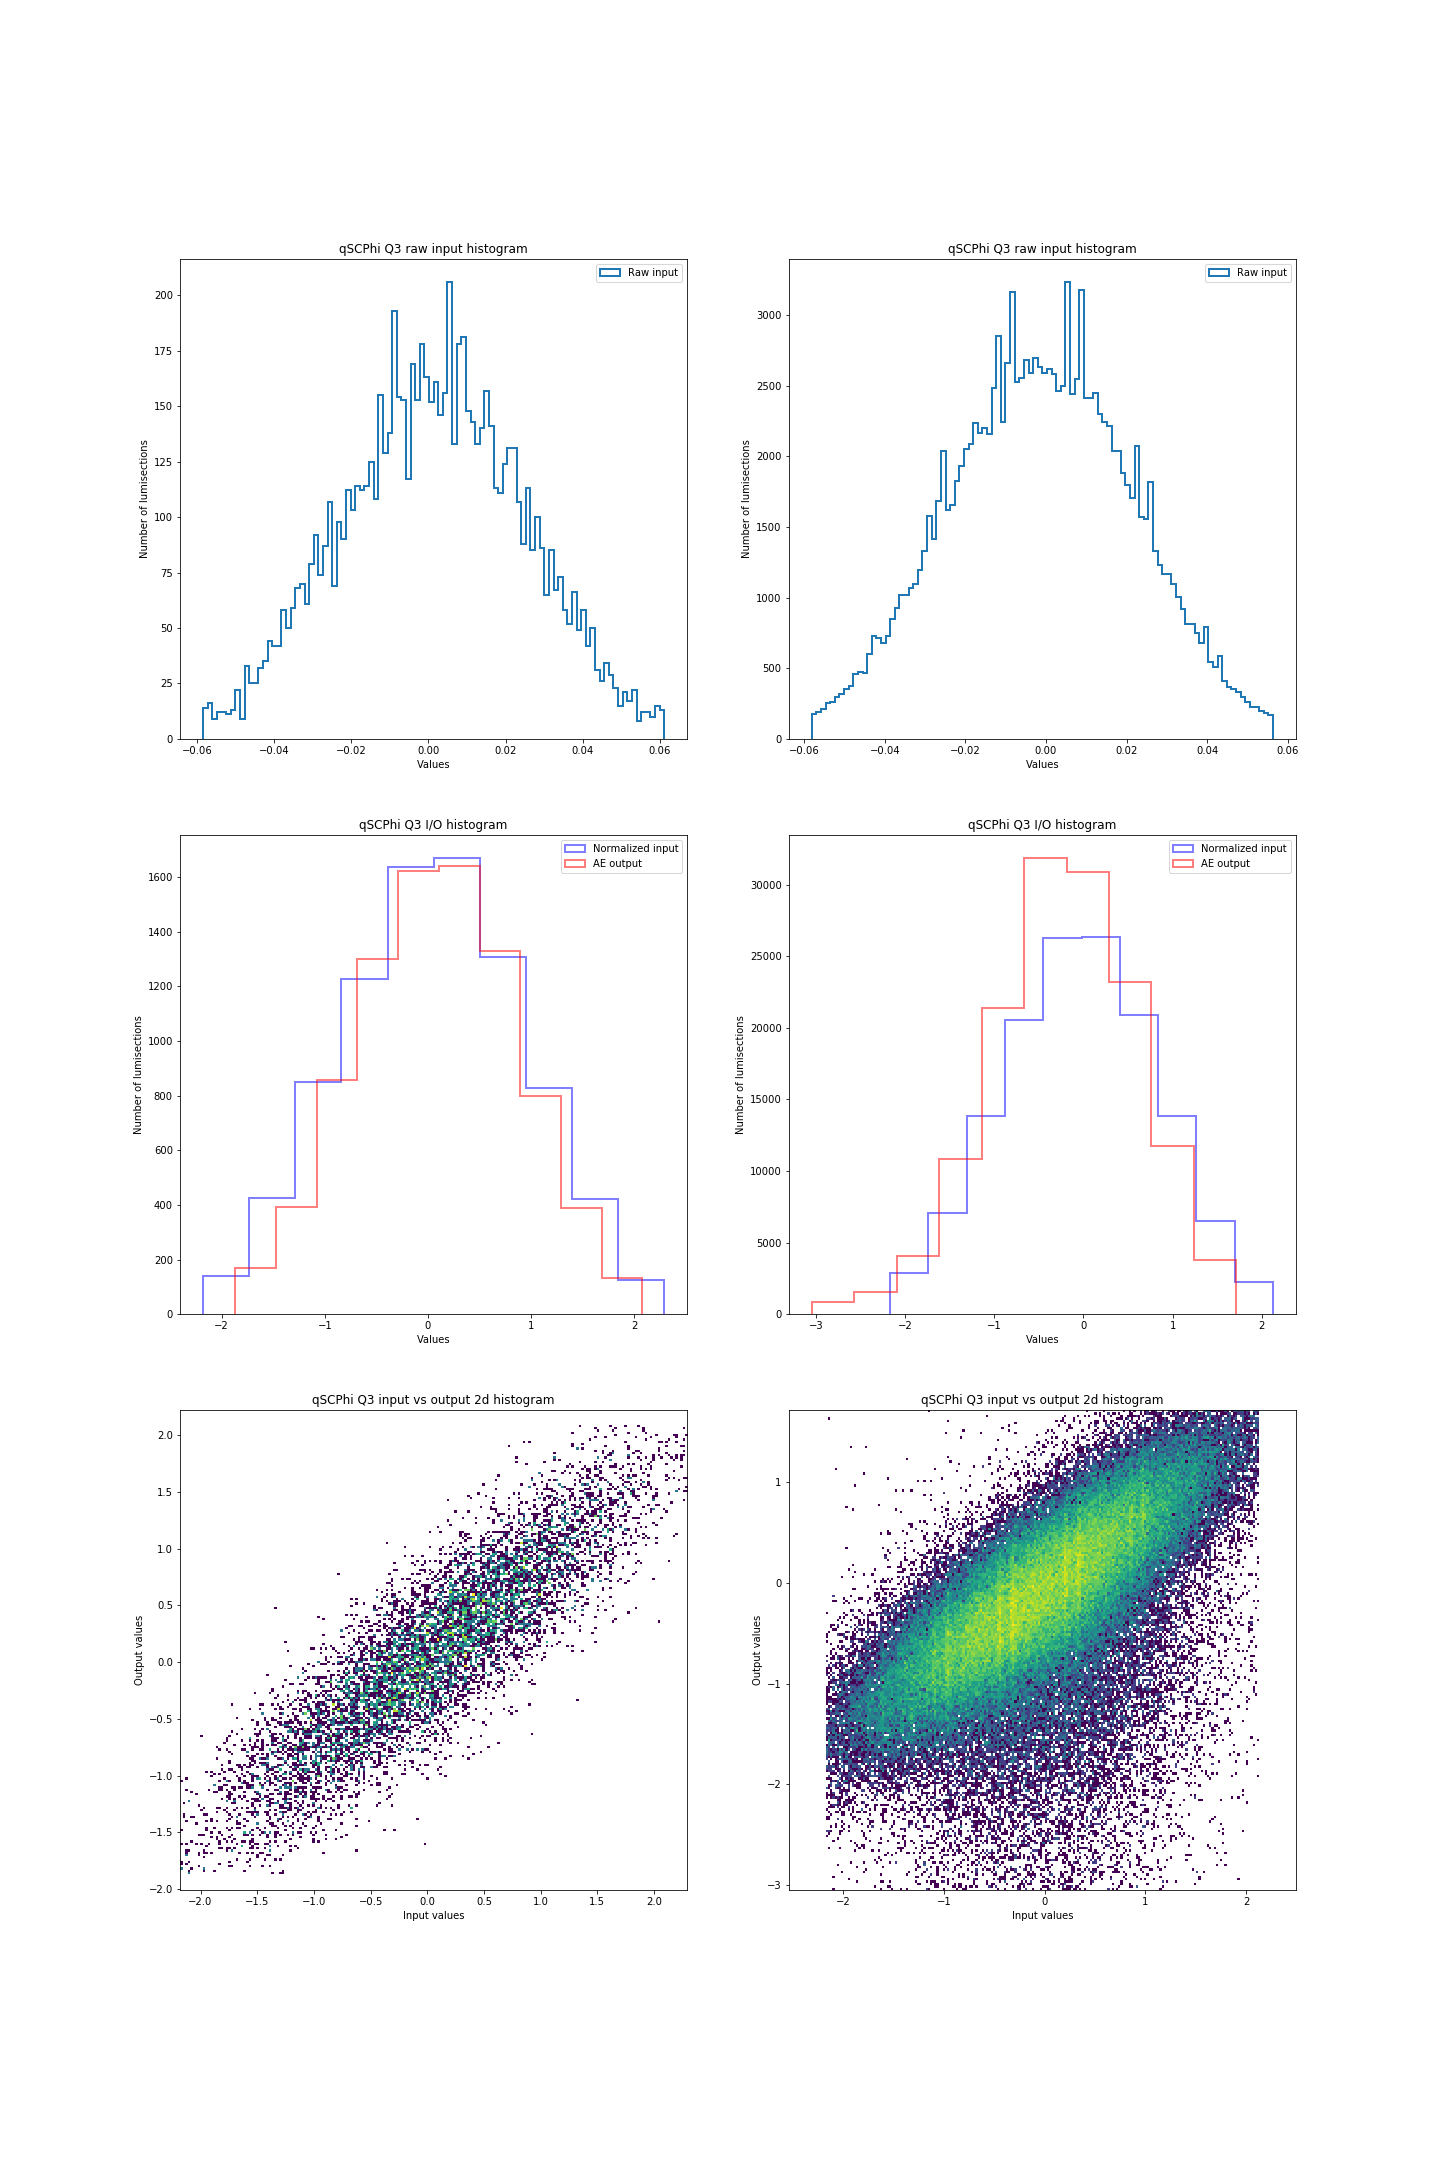 qSCPhi Q3 raw input histogram
Raw input
200
175
150
125
100
75
50
25
0
Number of lumisections
−0.06 −0.04 −0.02 0.00 0.02 0.04 0.06
Values
qSCPhi Q3 raw input histogram
Raw input
3000
2500
2000
1500
1000
500
0
Number of lumisections
−0.06 −0.04 −0.02 0.00 0.02 0.04 0.06
Values
qSCPhi Q3 I/O histogram
Normalized input
AE output
1600
1400
1200
1000
800
600
400
200
0
Number of lumisections
−2 −1 0 1 2
Values
qSCPhi Q3 I/O histogram
Normalized input
AE output
30000
25000
20000
15000
10000
5000
0
Number of lumisections
−3 −2 −1 0 1 2
Values
qSCPhi Q3 input vs output 2d histogram
2.0
1.5
1.0
0.5
0.0
−0.5
−1.0
−1.5
−2.0
Output values
−2.0 −1.5 −1.0 −0.5 0.0 0.5 1.0 1.5 2.0
Input values
qSCPhi Q3 input vs output 2d histogram
1
0
−1
−2
−3
Output values
−2 −1 0 1 2
Input values